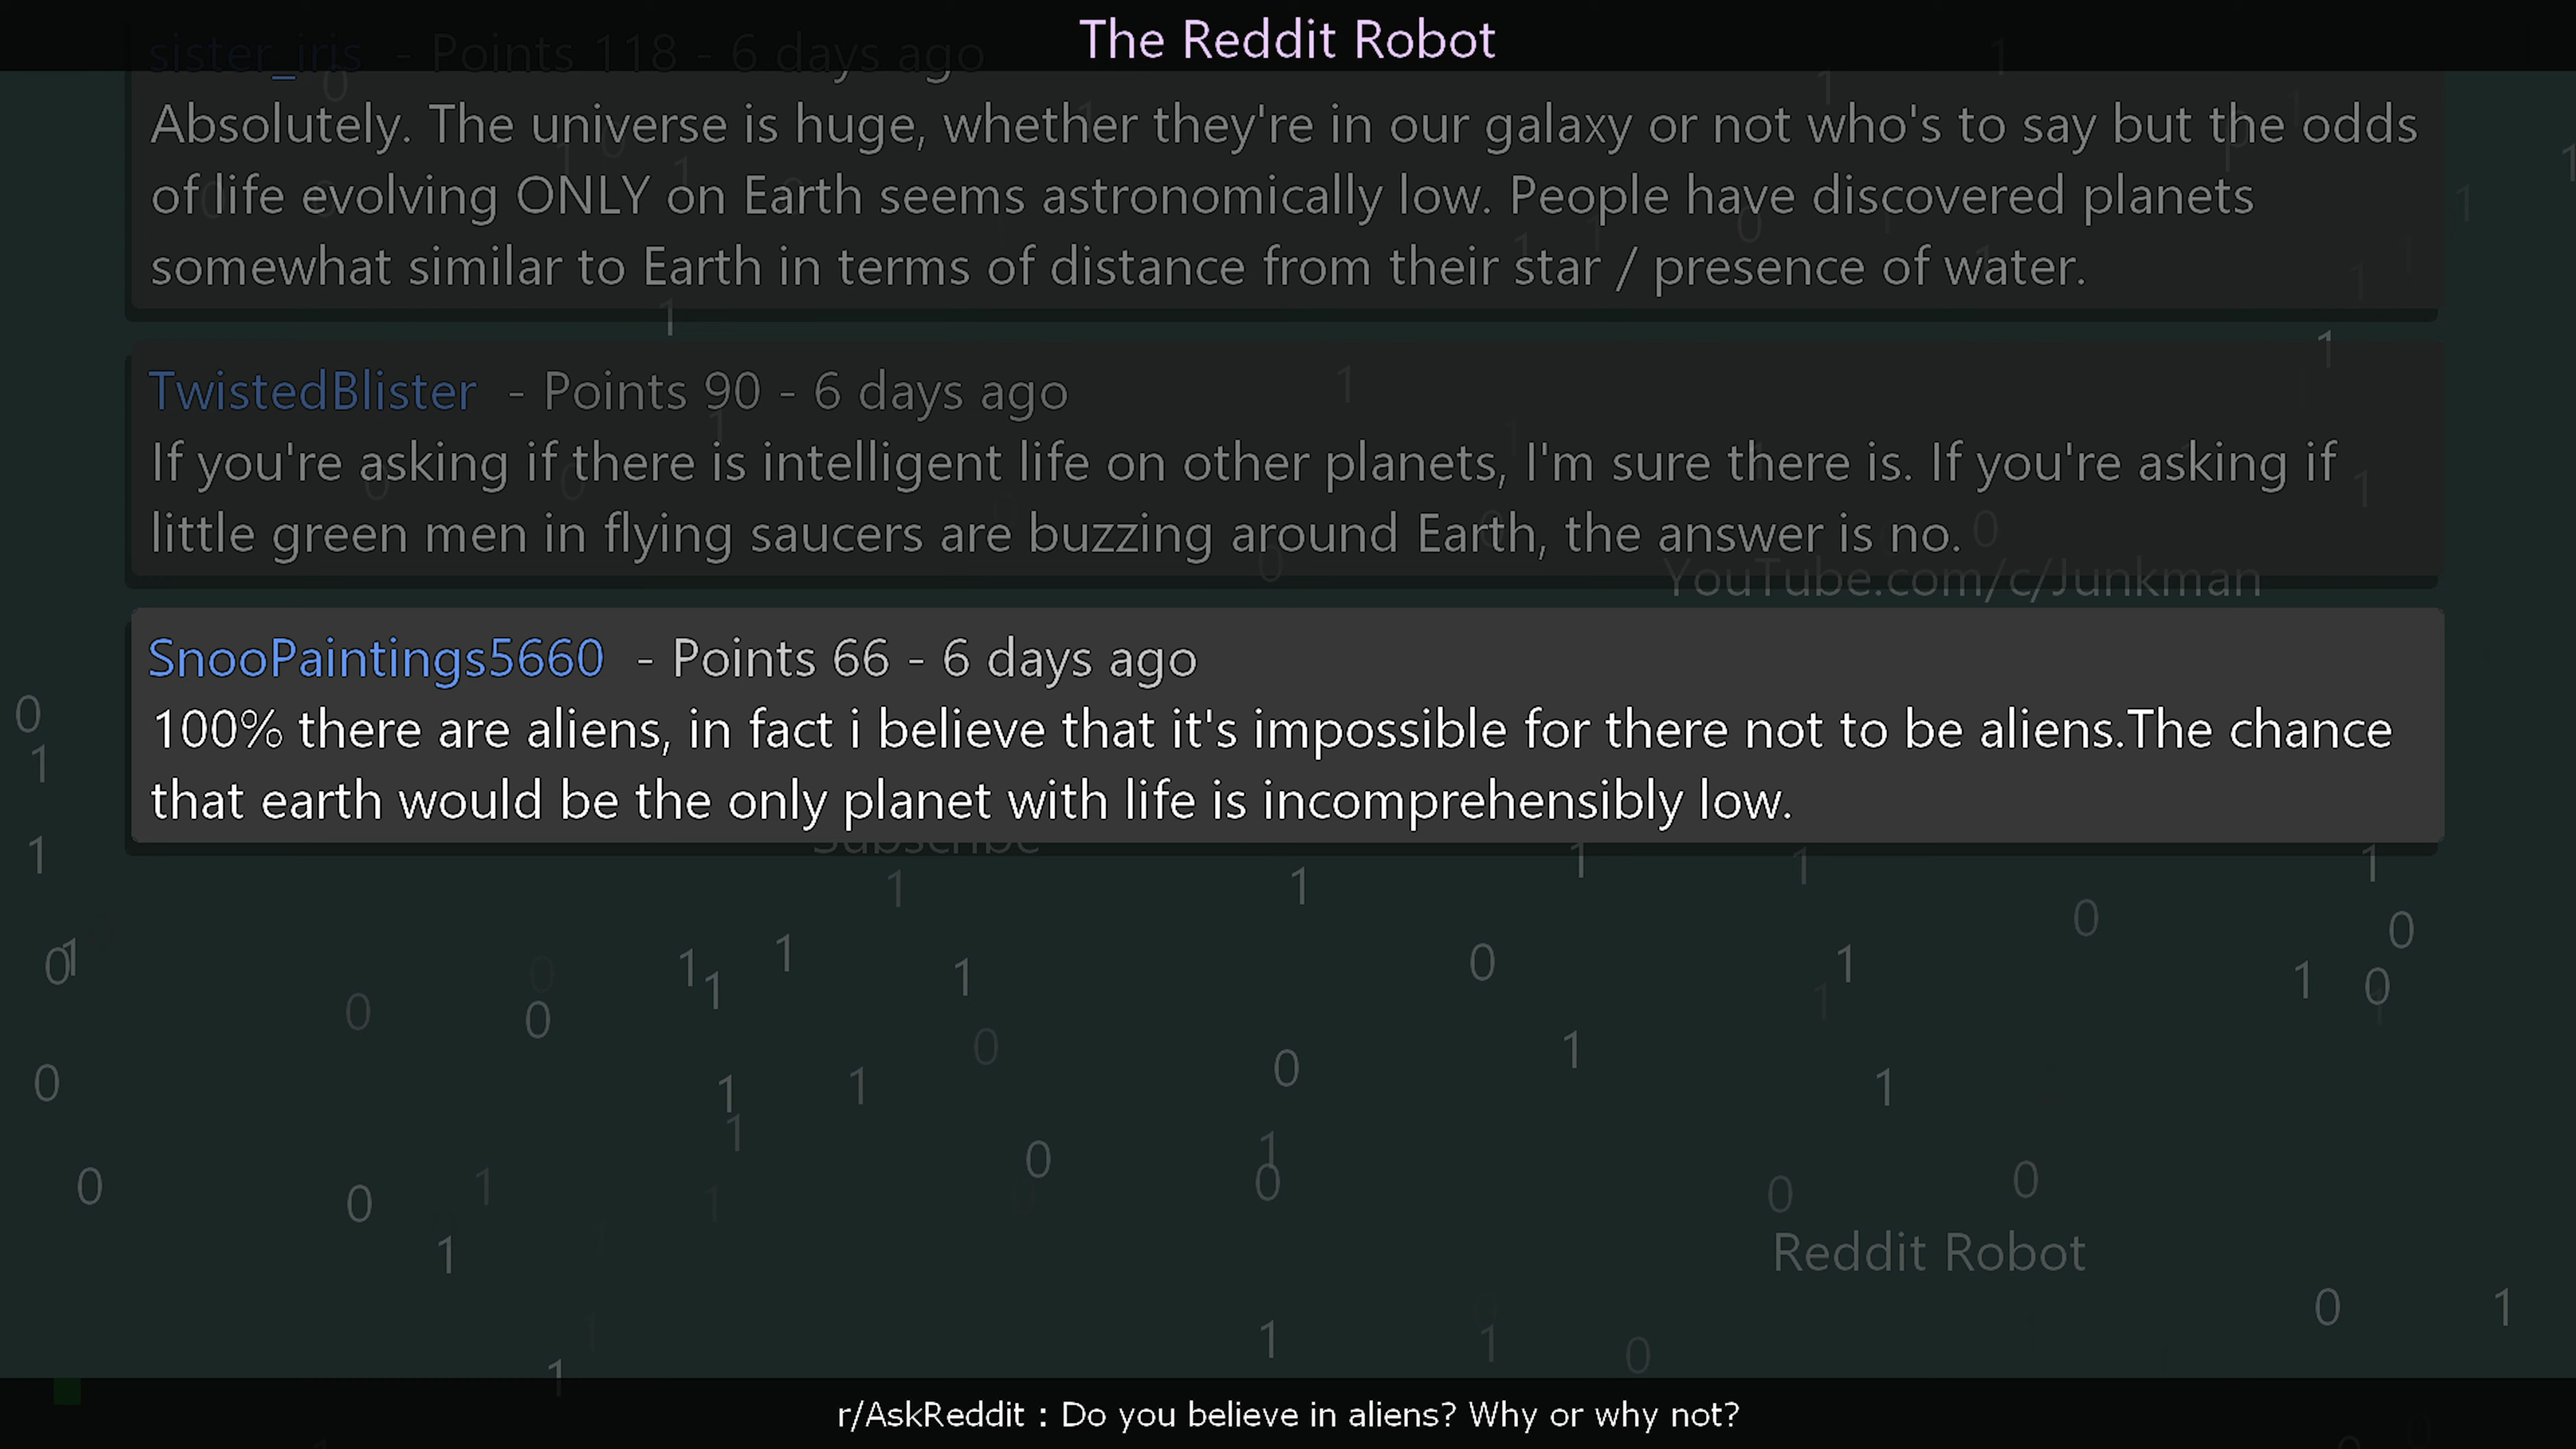 The Reddit Robot
sister_iris - Points 118 - 6 days ago
Absolutely. The universe is huge, whether they're in our galaxy or not who's to say but the odds
of life evolving ONLY on Earth seems astronomically low. People have discovered planets
somewhat similar to Earth in terms of distance from their star / presence of water.
TwistedBlister - Points 90 - 6 days ago
If you're asking if there is intelligent life on other planets, I'm sure there is. If you're asking if
little green men in flying saucers are buzzing around Earth, the answer is no.
YouTube.com/c/Junkman
SnooPaintings5660 - Points 66 - 6 days ago
100% there are aliens, in fact i believe that it's impossible for there not to be aliens.The chance
that earth would be the only planet with life is incomprehensibly low.
Subscribe
Reddit Robot
r/AskReddit : Do you believe in aliens? Why or why not?